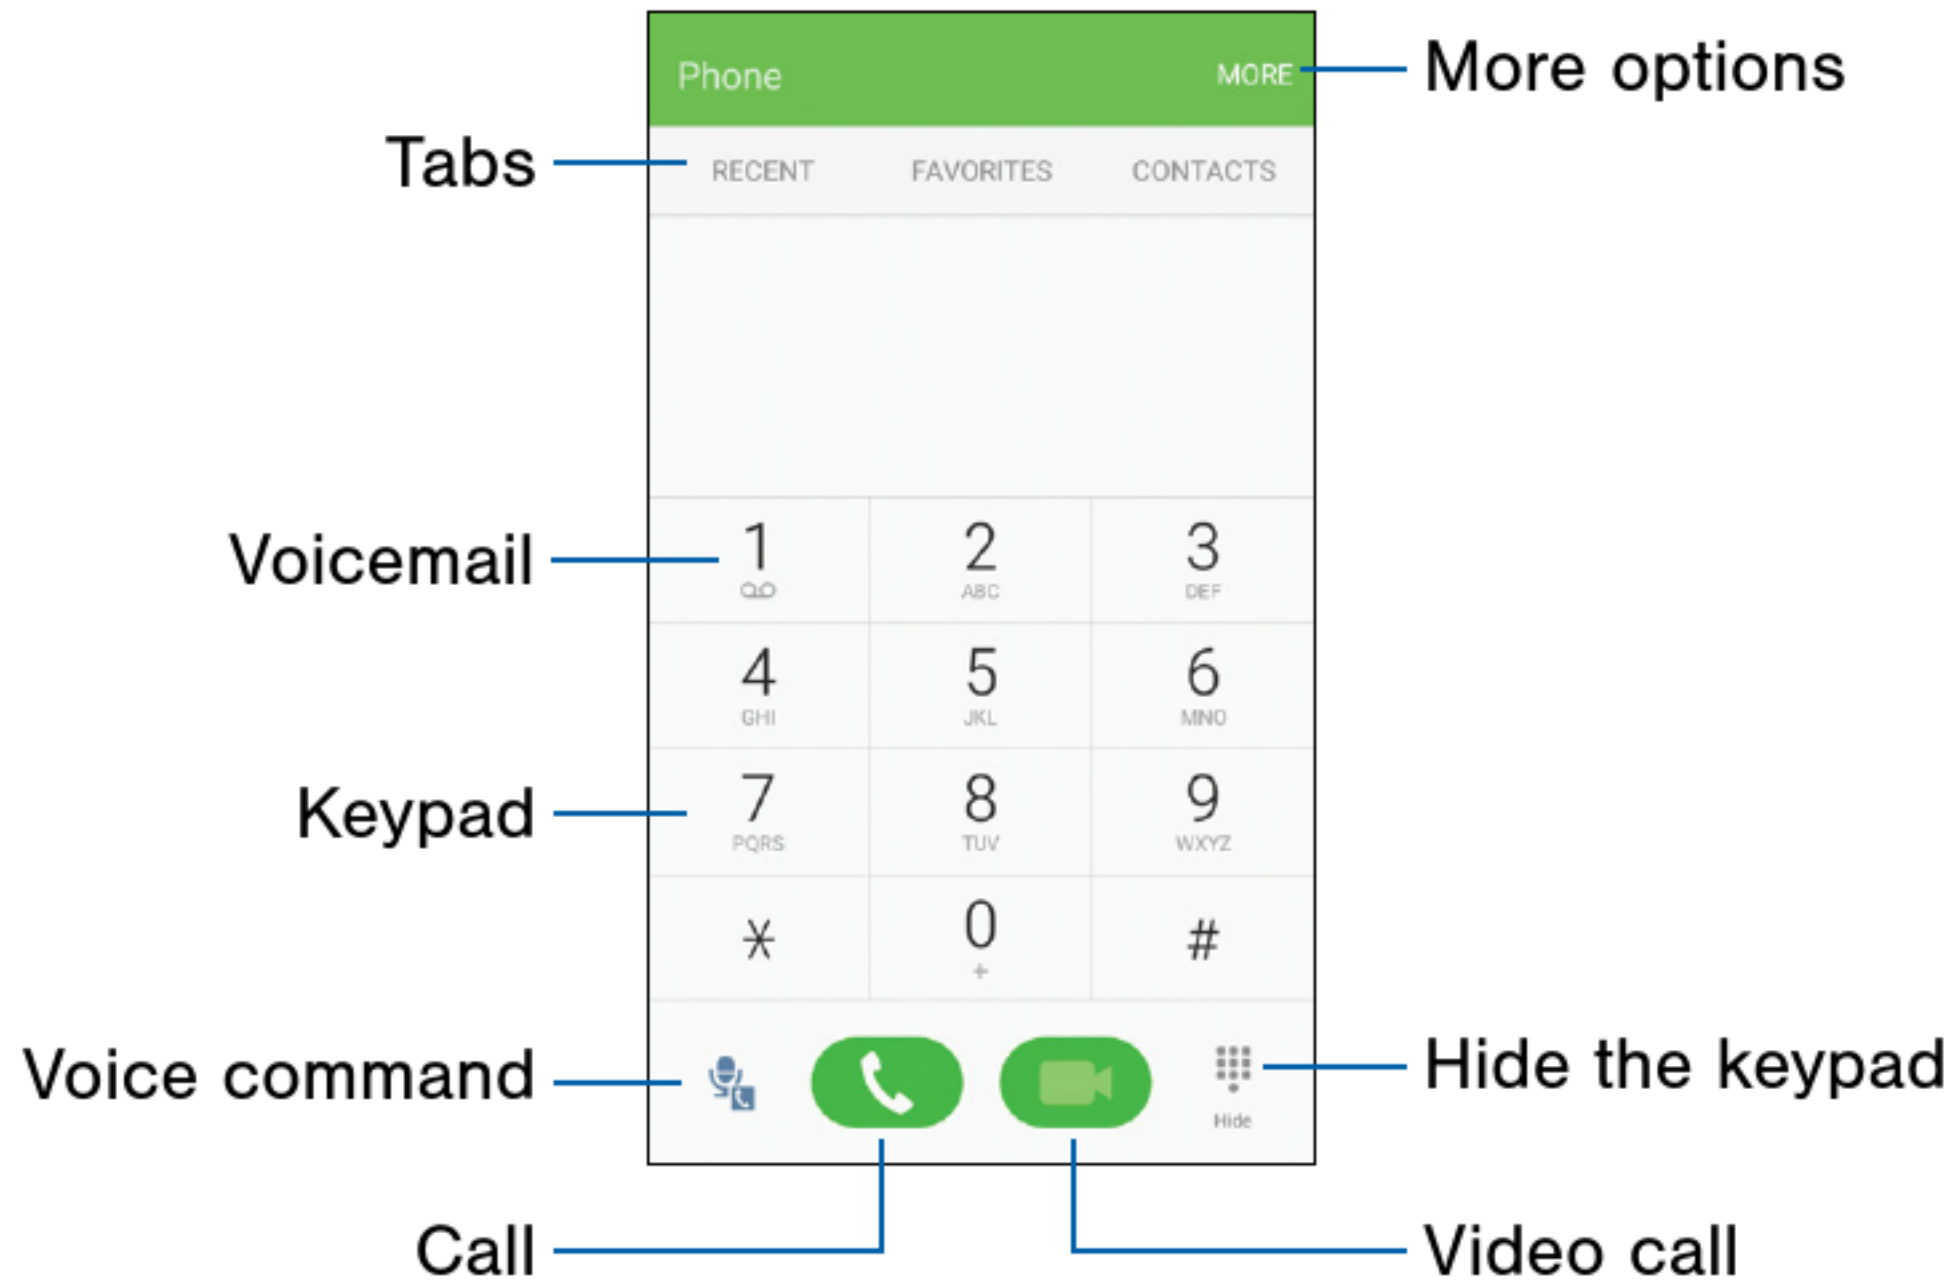 Phone MORE More options
Tabs RECENT FAVORITES CONTACTS
Voicemail 1 2 3
ABC DEF
4 5 6
GHI JKL MNO
Keypad 7 8 9
PQRS TUV WXYZ
* 0 #
+
Voice command Hide the keypad
Hide
Call Video call